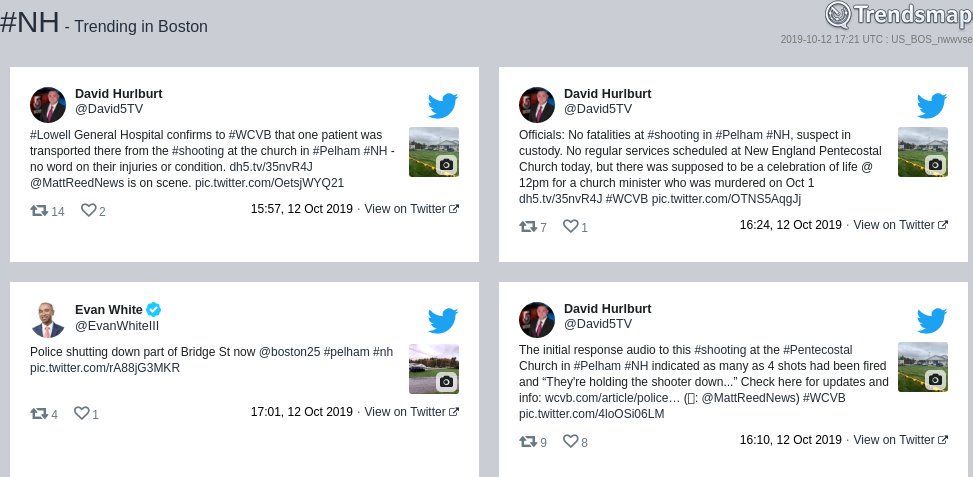 #NH - Trending in Boston
Trendsmap
2019-10-12 17:21 UTC : US_BOS_nwwvse
David Hurlburt
@David5TV
#Lowell General Hospital confirms to #WCVB that one patient was
transported there from the #shooting at the church in #Pelham #NH -
no word on their injuries or condition. dh5.tv/35nvR4J
@MattReedNews is on scene. pic.twitter.com/OetsjWYQ21
14 2 15:57, 12 Oct 2019 · View on Twitter
David Hurlburt
@David5TV
Officials: No fatalities at #shooting in #Pelham #NH, suspect in
custody. No regular services scheduled at New England Pentecostal
Church today, but there was supposed to be a celebration of life @
12pm for a church minister who was murdered on Oct 1
dh5.tv/35nvR4J #WCVB pic.twitter.com/OTNS5AqgJj
7 1 16:24, 12 Oct 2019 · View on Twitter
Evan White
@EvanWhiteIII
Police shutting down part of Bridge St now @boston25 #pelham #nh
pic.twitter.com/rA88jG3MKR
4 1 17:01, 12 Oct 2019 · View on Twitter
David Hurlburt
@David5TV
The initial response audio to this #shooting at the #Pentecostal
Church in #Pelham #NH indicated as many as 4 shots had been fired
and “They're holding the shooter down...” Check here for updates and
info: wcvb.com/article/police… (▯: @MattReedNews) #WCVB
pic.twitter.com/4loOSi06LM
9 8 16:10, 12 Oct 2019 · View on Twitter